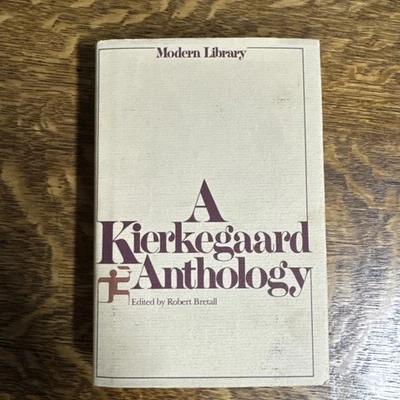 Modern Library
A
Kierkegaard
Anthology
Edited by Robert Bretall